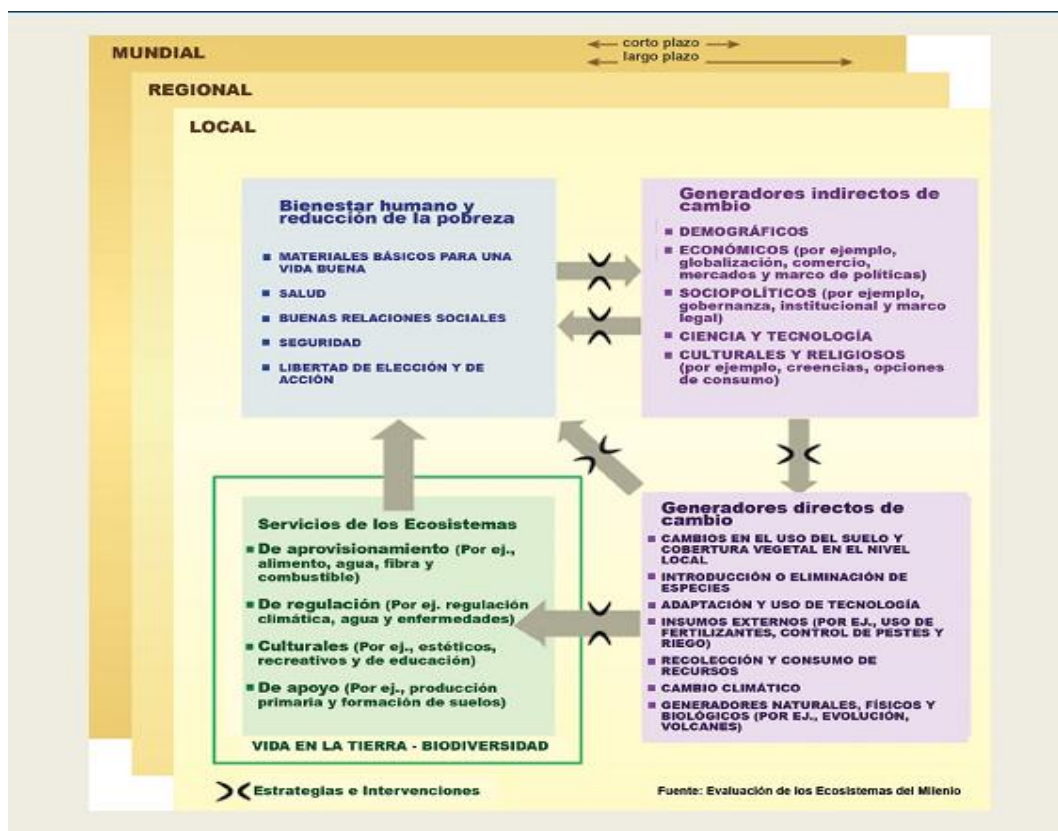 MUNDIAL
corto plazo
largo plazo
REGIONAL
LOCAL
Bienestar humano y
reducción de la pobreza
MATERIALES BÁSICOS PARA UNA
VIDA BUENA
SALUD
BUENAS RELACIONES SOCIALES
SEGURIDAD
LIBERTAD DE ELECCIÓN Y DE
ACCIÓN
Generadores indirectos de
cambio
DEMOGRÁFICOS
ECONÓMICOS (por ejemplo,
globalización, comercio,
mercados y marco de políticas)
SOCIOPOLÍTICOS (por ejemplo,
gobernanza, institucional y marco
legal)
CIENCIA Y TECNOLOGÍA
CULTURALES Y RELIGIOSOS
(por ejemplo, creencias, opciones
de consumo)
Servicios de los Ecosistemas
De aprovisionamiento (Por ej.,
alimento, agua, fibra y
combustible)
De regulación (Por ej. regulación
climática, agua y enfermedades)
Culturales (Por ej., estéticos,
recreativos y de educación)
De apoyo (Por ej., producción
primaria y formación de suelos)
VIDA EN LA TIERRA - BIODIVERSIDAD
Generadores directos de
cambio
CAMBIOS EN EL USO DEL SUELO Y
COBERTURA VEGETAL EN EL NIVEL
LOCAL
INTRODUCCIÓN O ELIMINACIÓN DE
ESPECIES
ADAPTACIÓN Y USO DE TECNOLOGÍA
INSUMOS EXTERNOS (POR EJ., USO DE
FERTILIZANTES, CONTROL DE PESTES Y
RIEGO)
RECOLECCIÓN Y CONSUMO DE
RECURSOS
CAMBIO CLIMÁTICO
GENERADORES NATURALES, FÍSICOS Y
BIOLÓGICOS (POR EJ., EVOLUCIÓN,
VOLCANES)
Estrategias e Intervenciones
Fuente: Evaluación de los Ecosistemas del Milenio